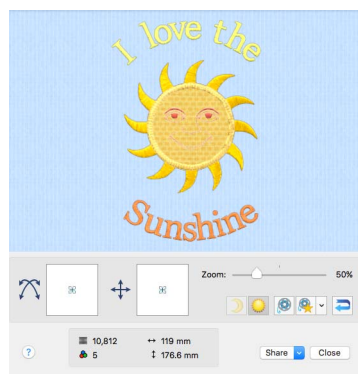 I love the
Sunshine
Zoom: 50%
10,812 ↔ 119 mm
5 ↕ 176.6 mm
? Share Close